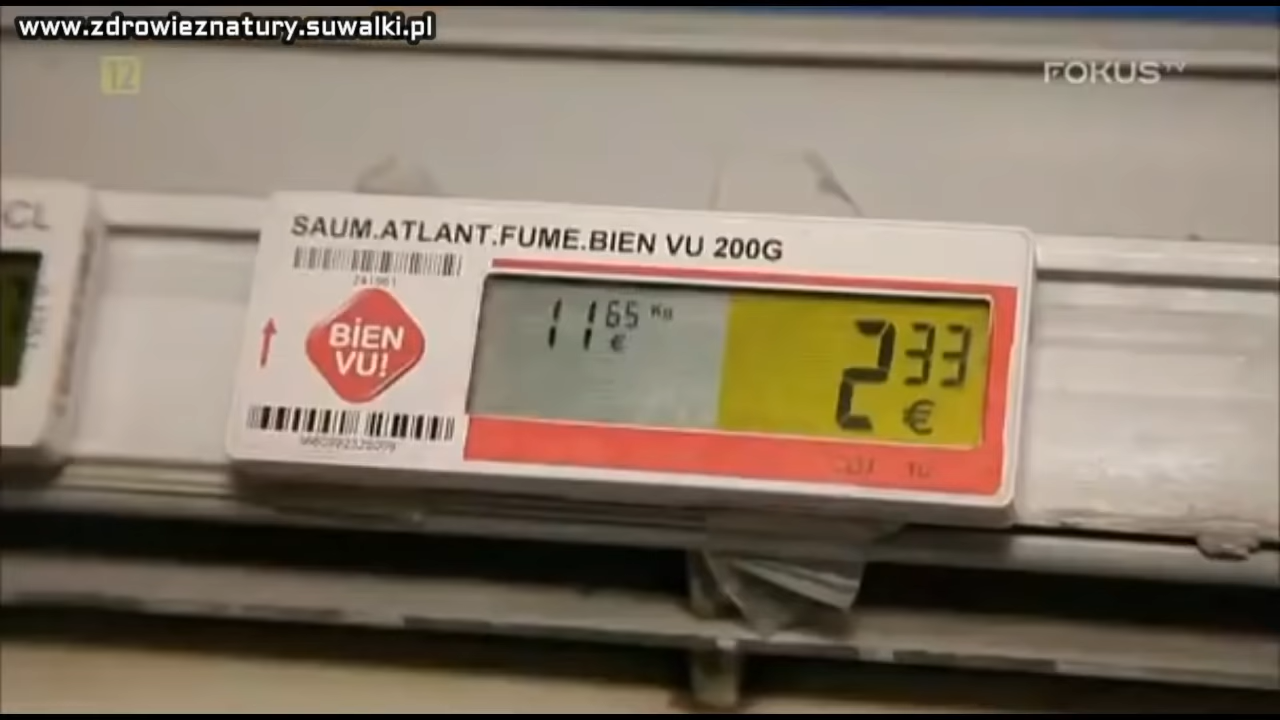 www.zdrowieznatury.suwalki.pl
12
FOKUS TV
CL
SAUM.ATLANT.FUME.BIEN VU 200G
BIEN
VU!
11 65 Kg
€
2 33
€